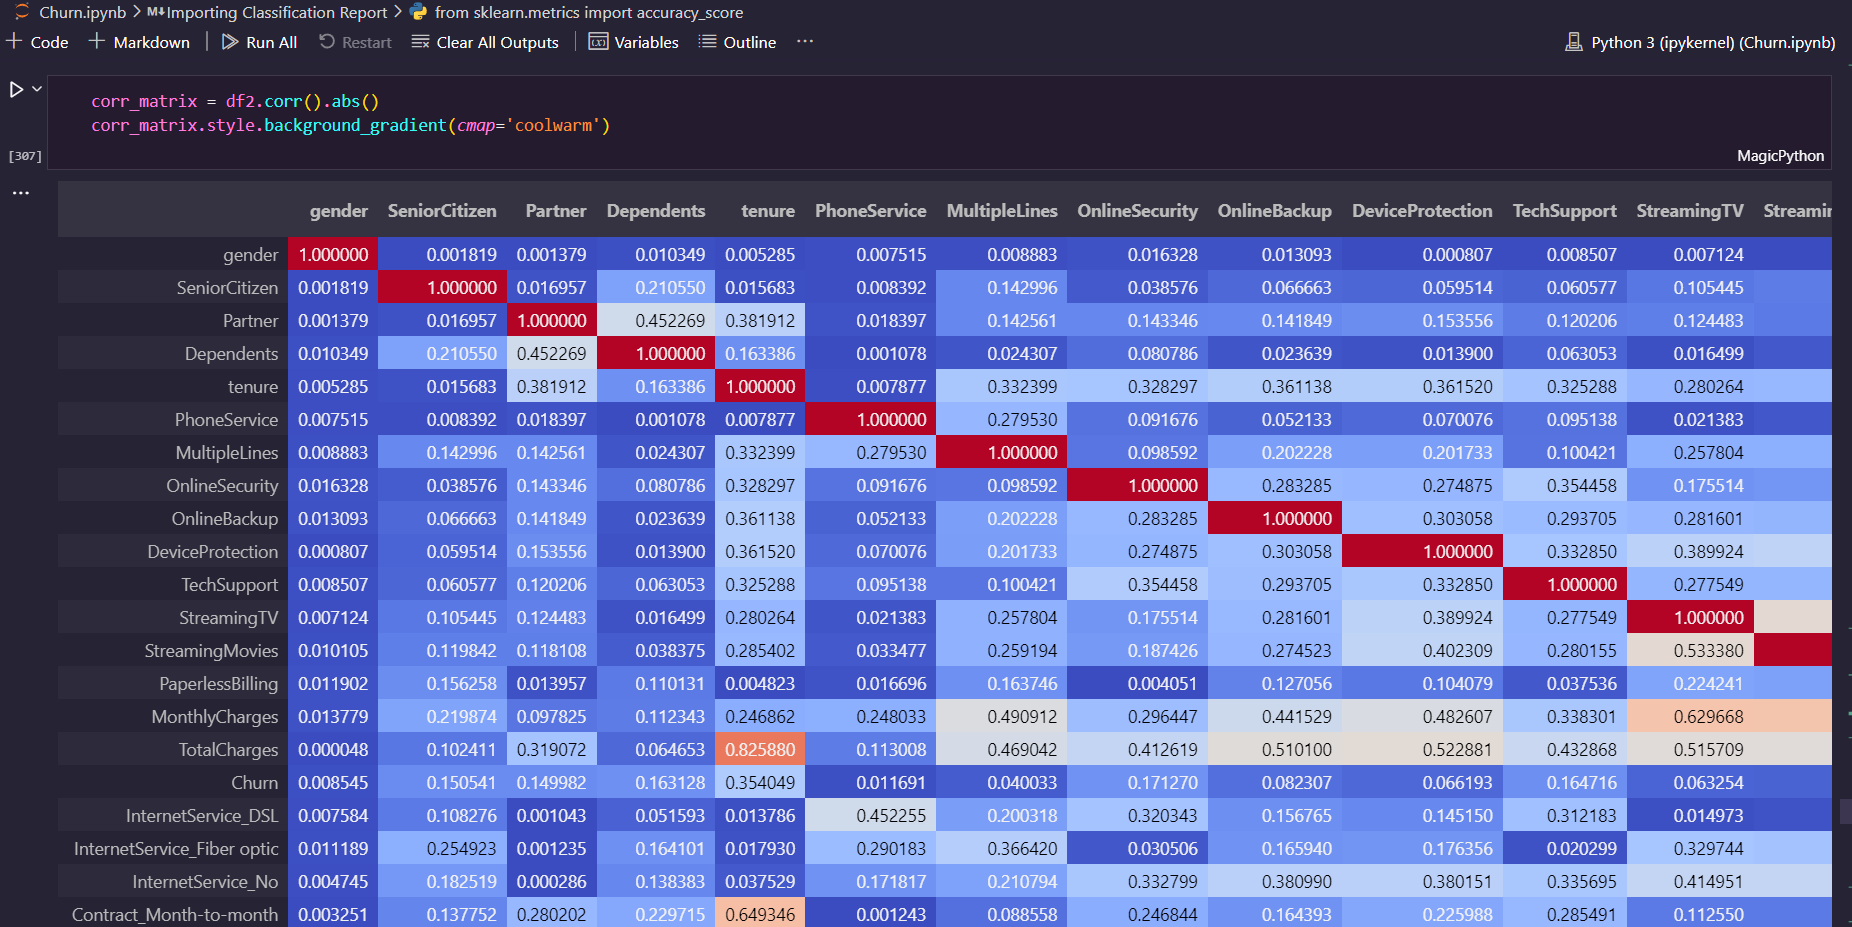 Churn.ipynb > M↓Importing Classification Report > from sklearn.metrics import accuracy_score
+ Code + Markdown | Run All Restart Clear All Outputs | Variables Outline ··· Python 3 (ipykernel) (Churn.ipynb)
corr_matrix = df2.corr().abs()
corr_matrix.style.background_gradient(cmap='coolwarm')
[307]
MagicPython
...
gender SeniorCitizen Partner Dependents tenure PhoneService MultipleLines OnlineSecurity OnlineBackup DeviceProtection TechSupport StreamingTV Streamin
gender 1.000000 0.001819 0.001379 0.010349 0.005285 0.007515 0.008883 0.016328 0.013093 0.000807 0.008507 0.007124
SeniorCitizen 0.001819 1.000000 0.016957 0.210550 0.015683 0.008392 0.142996 0.038576 0.066663 0.059514 0.060577 0.105445
Partner 0.001379 0.016957 1.000000 0.452269 0.381912 0.018397 0.142561 0.143346 0.141849 0.153556 0.120206 0.124483
Dependents 0.010349 0.210550 0.452269 1.000000 0.163386 0.001078 0.024307 0.080786 0.023639 0.013900 0.063053 0.016499
tenure 0.005285 0.015683 0.381912 0.163386 1.000000 0.007877 0.332399 0.328297 0.361138 0.361520 0.325288 0.280264
PhoneService 0.007515 0.008392 0.018397 0.001078 0.007877 1.000000 0.279530 0.091676 0.052133 0.070076 0.095138 0.021383
MultipleLines 0.008883 0.142996 0.142561 0.024307 0.332399 0.279530 1.000000 0.098592 0.202228 0.201733 0.100421 0.257804
OnlineSecurity 0.016328 0.038576 0.143346 0.080786 0.328297 0.091676 0.098592 1.000000 0.283285 0.274875 0.354458 0.175514
OnlineBackup 0.013093 0.066663 0.141849 0.023639 0.361138 0.052133 0.202228 0.283285 1.000000 0.303058 0.293705 0.281601
DeviceProtection 0.000807 0.059514 0.153556 0.013900 0.361520 0.070076 0.201733 0.274875 0.303058 1.000000 0.332850 0.389924
TechSupport 0.008507 0.060577 0.120206 0.063053 0.325288 0.095138 0.100421 0.354458 0.293705 0.332850 1.000000 0.277549
StreamingTV 0.007124 0.105445 0.124483 0.016499 0.280264 0.021383 0.257804 0.175514 0.281601 0.389924 0.277549 1.000000
StreamingMovies 0.010105 0.119842 0.118108 0.038375 0.285402 0.033477 0.259194 0.187426 0.274523 0.402309 0.280155 0.533380
PaperlessBilling 0.011902 0.156258 0.013957 0.110131 0.004823 0.016696 0.163746 0.004051 0.127056 0.104079 0.037536 0.224241
MonthlyCharges 0.013779 0.219874 0.097825 0.112343 0.246862 0.248033 0.490912 0.296447 0.441529 0.482607 0.338301 0.629668
TotalCharges 0.000048 0.102411 0.319072 0.064653 0.825880 0.113008 0.469042 0.412619 0.510100 0.522881 0.432868 0.515709
Churn 0.008545 0.150541 0.149982 0.163128 0.354049 0.011691 0.040033 0.171270 0.082307 0.066193 0.164716 0.063254
InternetService_DSL 0.007584 0.108276 0.001043 0.051593 0.013786 0.452255 0.200318 0.320343 0.156765 0.145150 0.312183 0.014973
InternetService_Fiber optic 0.011189 0.254923 0.001235 0.164101 0.017930 0.290183 0.366420 0.030506 0.165940 0.176356 0.020299 0.329744
InternetService_No 0.004745 0.182519 0.000286 0.138383 0.037529 0.171817 0.210794 0.332799 0.380990 0.380151 0.335695 0.414951
Contract_Month-to-month 0.003251 0.137752 0.280202 0.229715 0.649346 0.001243 0.088558 0.246844 0.164393 0.225988 0.285491 0.112550